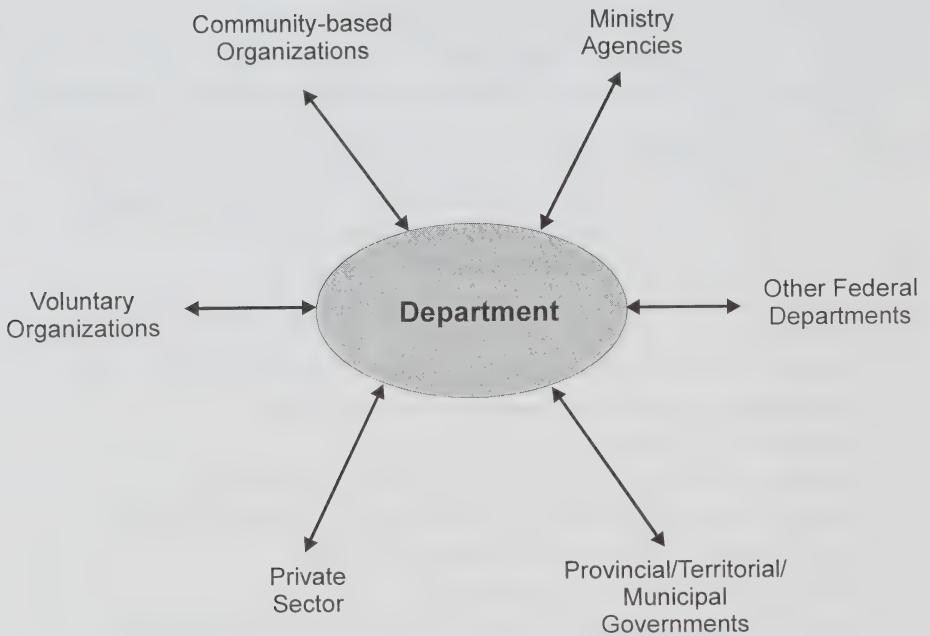 Community-based
Organizations
Ministry
Agencies
Voluntary
Organizations
Department
Other Federal
Departments
Private
Sector
Provincial/Territorial/
Municipal
Governments